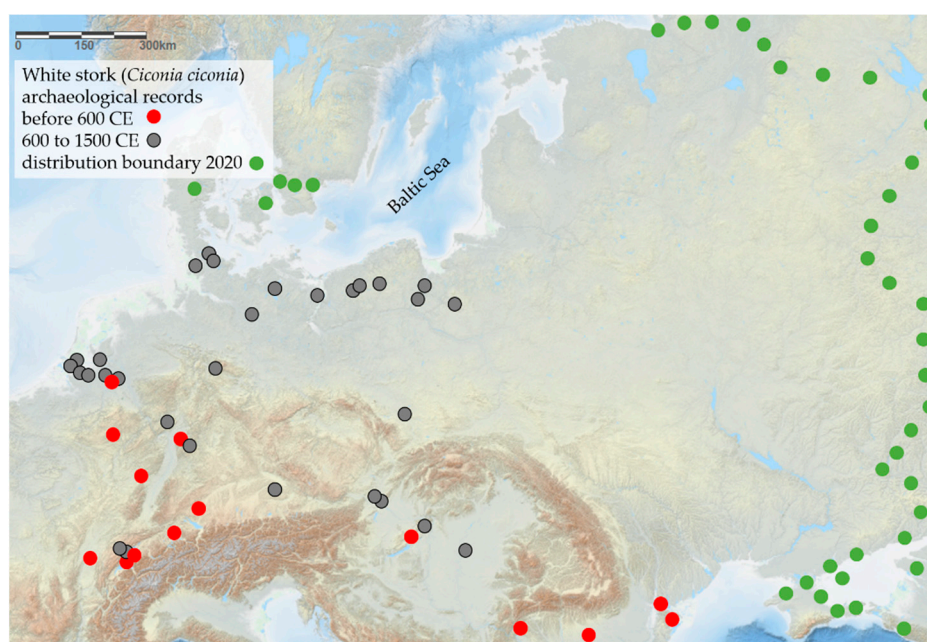 0 150 300km
White stork (Ciconia ciconia)
archaeological records
before 600 CE
600 to 1500 CE
distribution boundary 2020
Baltic Sea